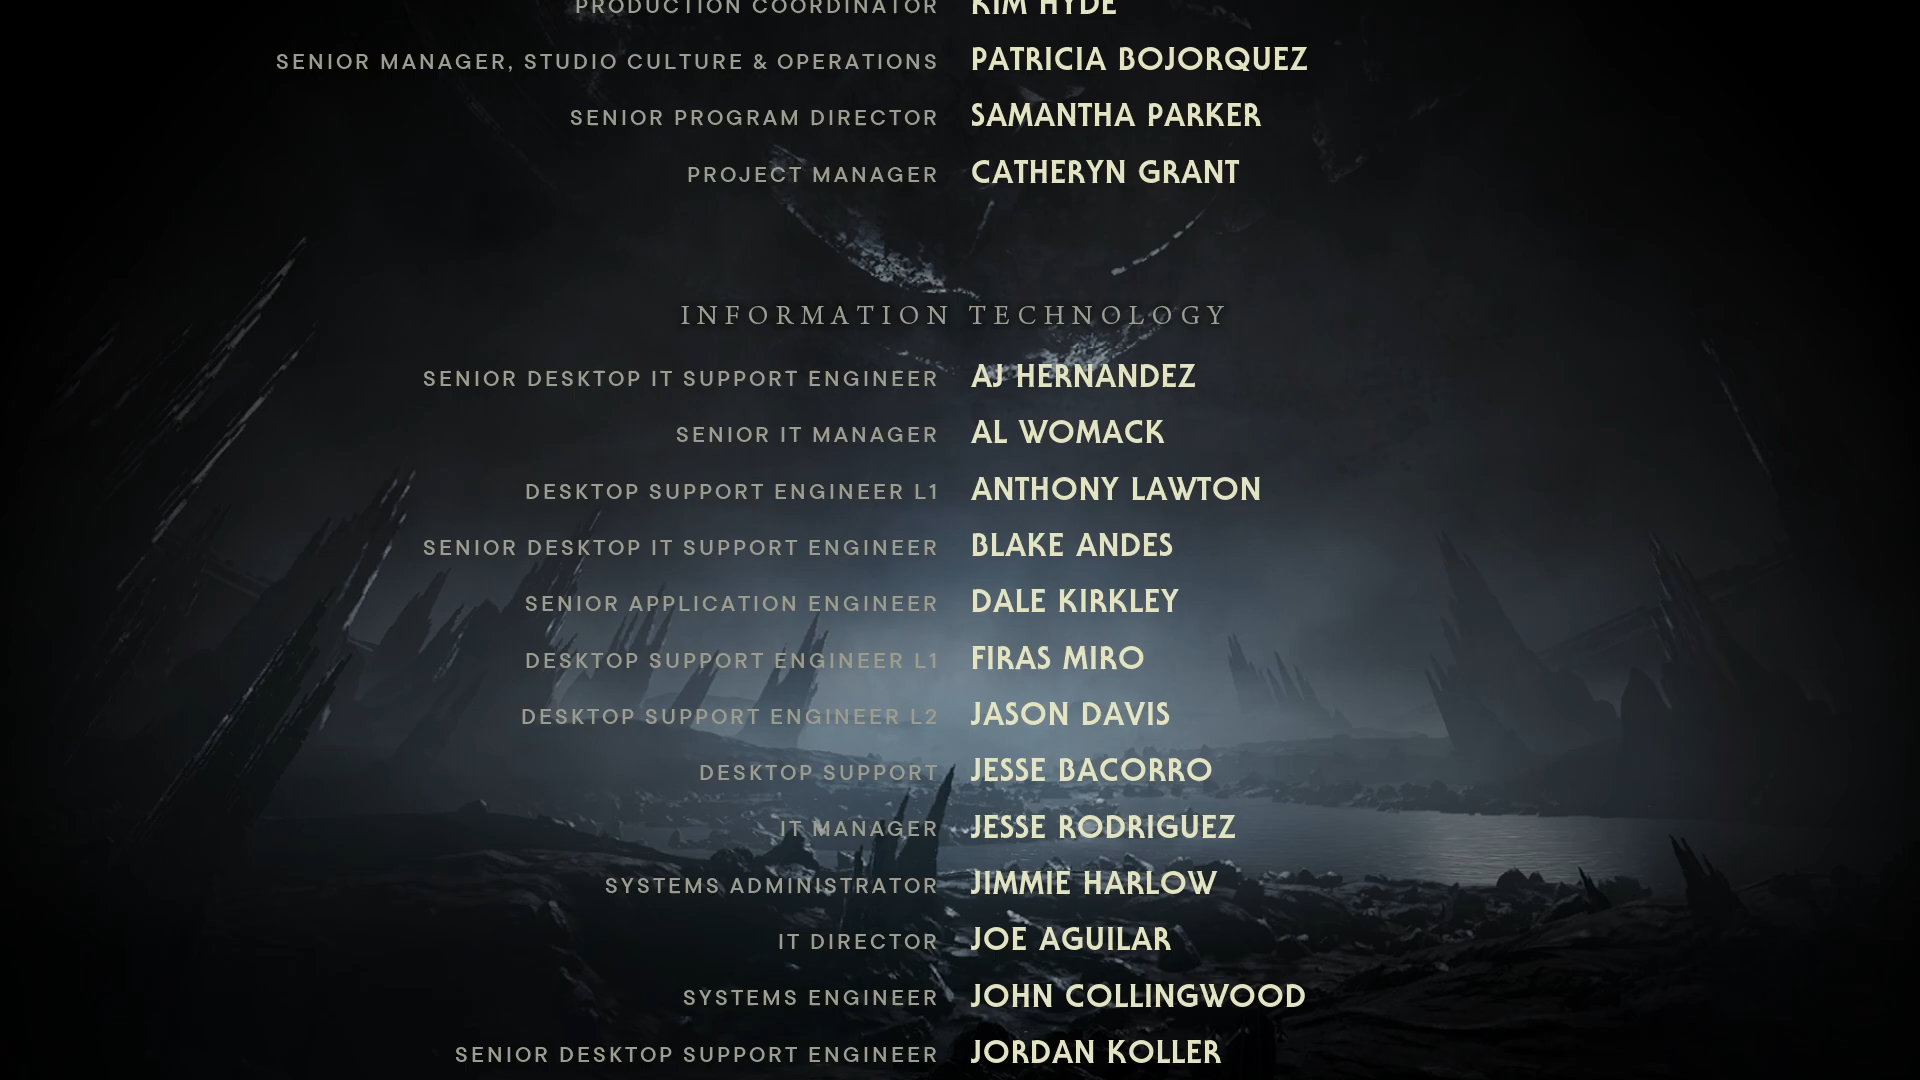 PRODUCTION COORDINATOR KIM HYDE
SENIOR MANAGER, STUDIO CULTURE & OPERATIONS PATRICIA BOJORQUEZ
SENIOR PROGRAM DIRECTOR SAMANTHA PARKER
PROJECT MANAGER CATHERYN GRANT
INFORMATION TECHNOLOGY
SENIOR DESKTOP IT SUPPORT ENGINEER AJ HERNANDEZ
SENIOR IT MANAGER AL WOMACK
DESKTOP SUPPORT ENGINEER L1 ANTHONY LAWTON
SENIOR DESKTOP IT SUPPORT ENGINEER BLAKE ANDES
SENIOR APPLICATION ENGINEER DALE KIRKLEY
DESKTOP SUPPORT ENGINEER L1 FIRAS MIRO
DESKTOP SUPPORT ENGINEER L2 JASON DAVIS
DESKTOP SUPPORT JESSE BACORRO
IT MANAGER JESSE RODRIGUEZ
SYSTEMS ADMINISTRATOR JIMMIE HARLOW
IT DIRECTOR JOE AGUILAR
SYSTEMS ENGINEER JOHN COLLINGWOOD
SENIOR DESKTOP SUPPORT ENGINEER JORDAN KOLLER